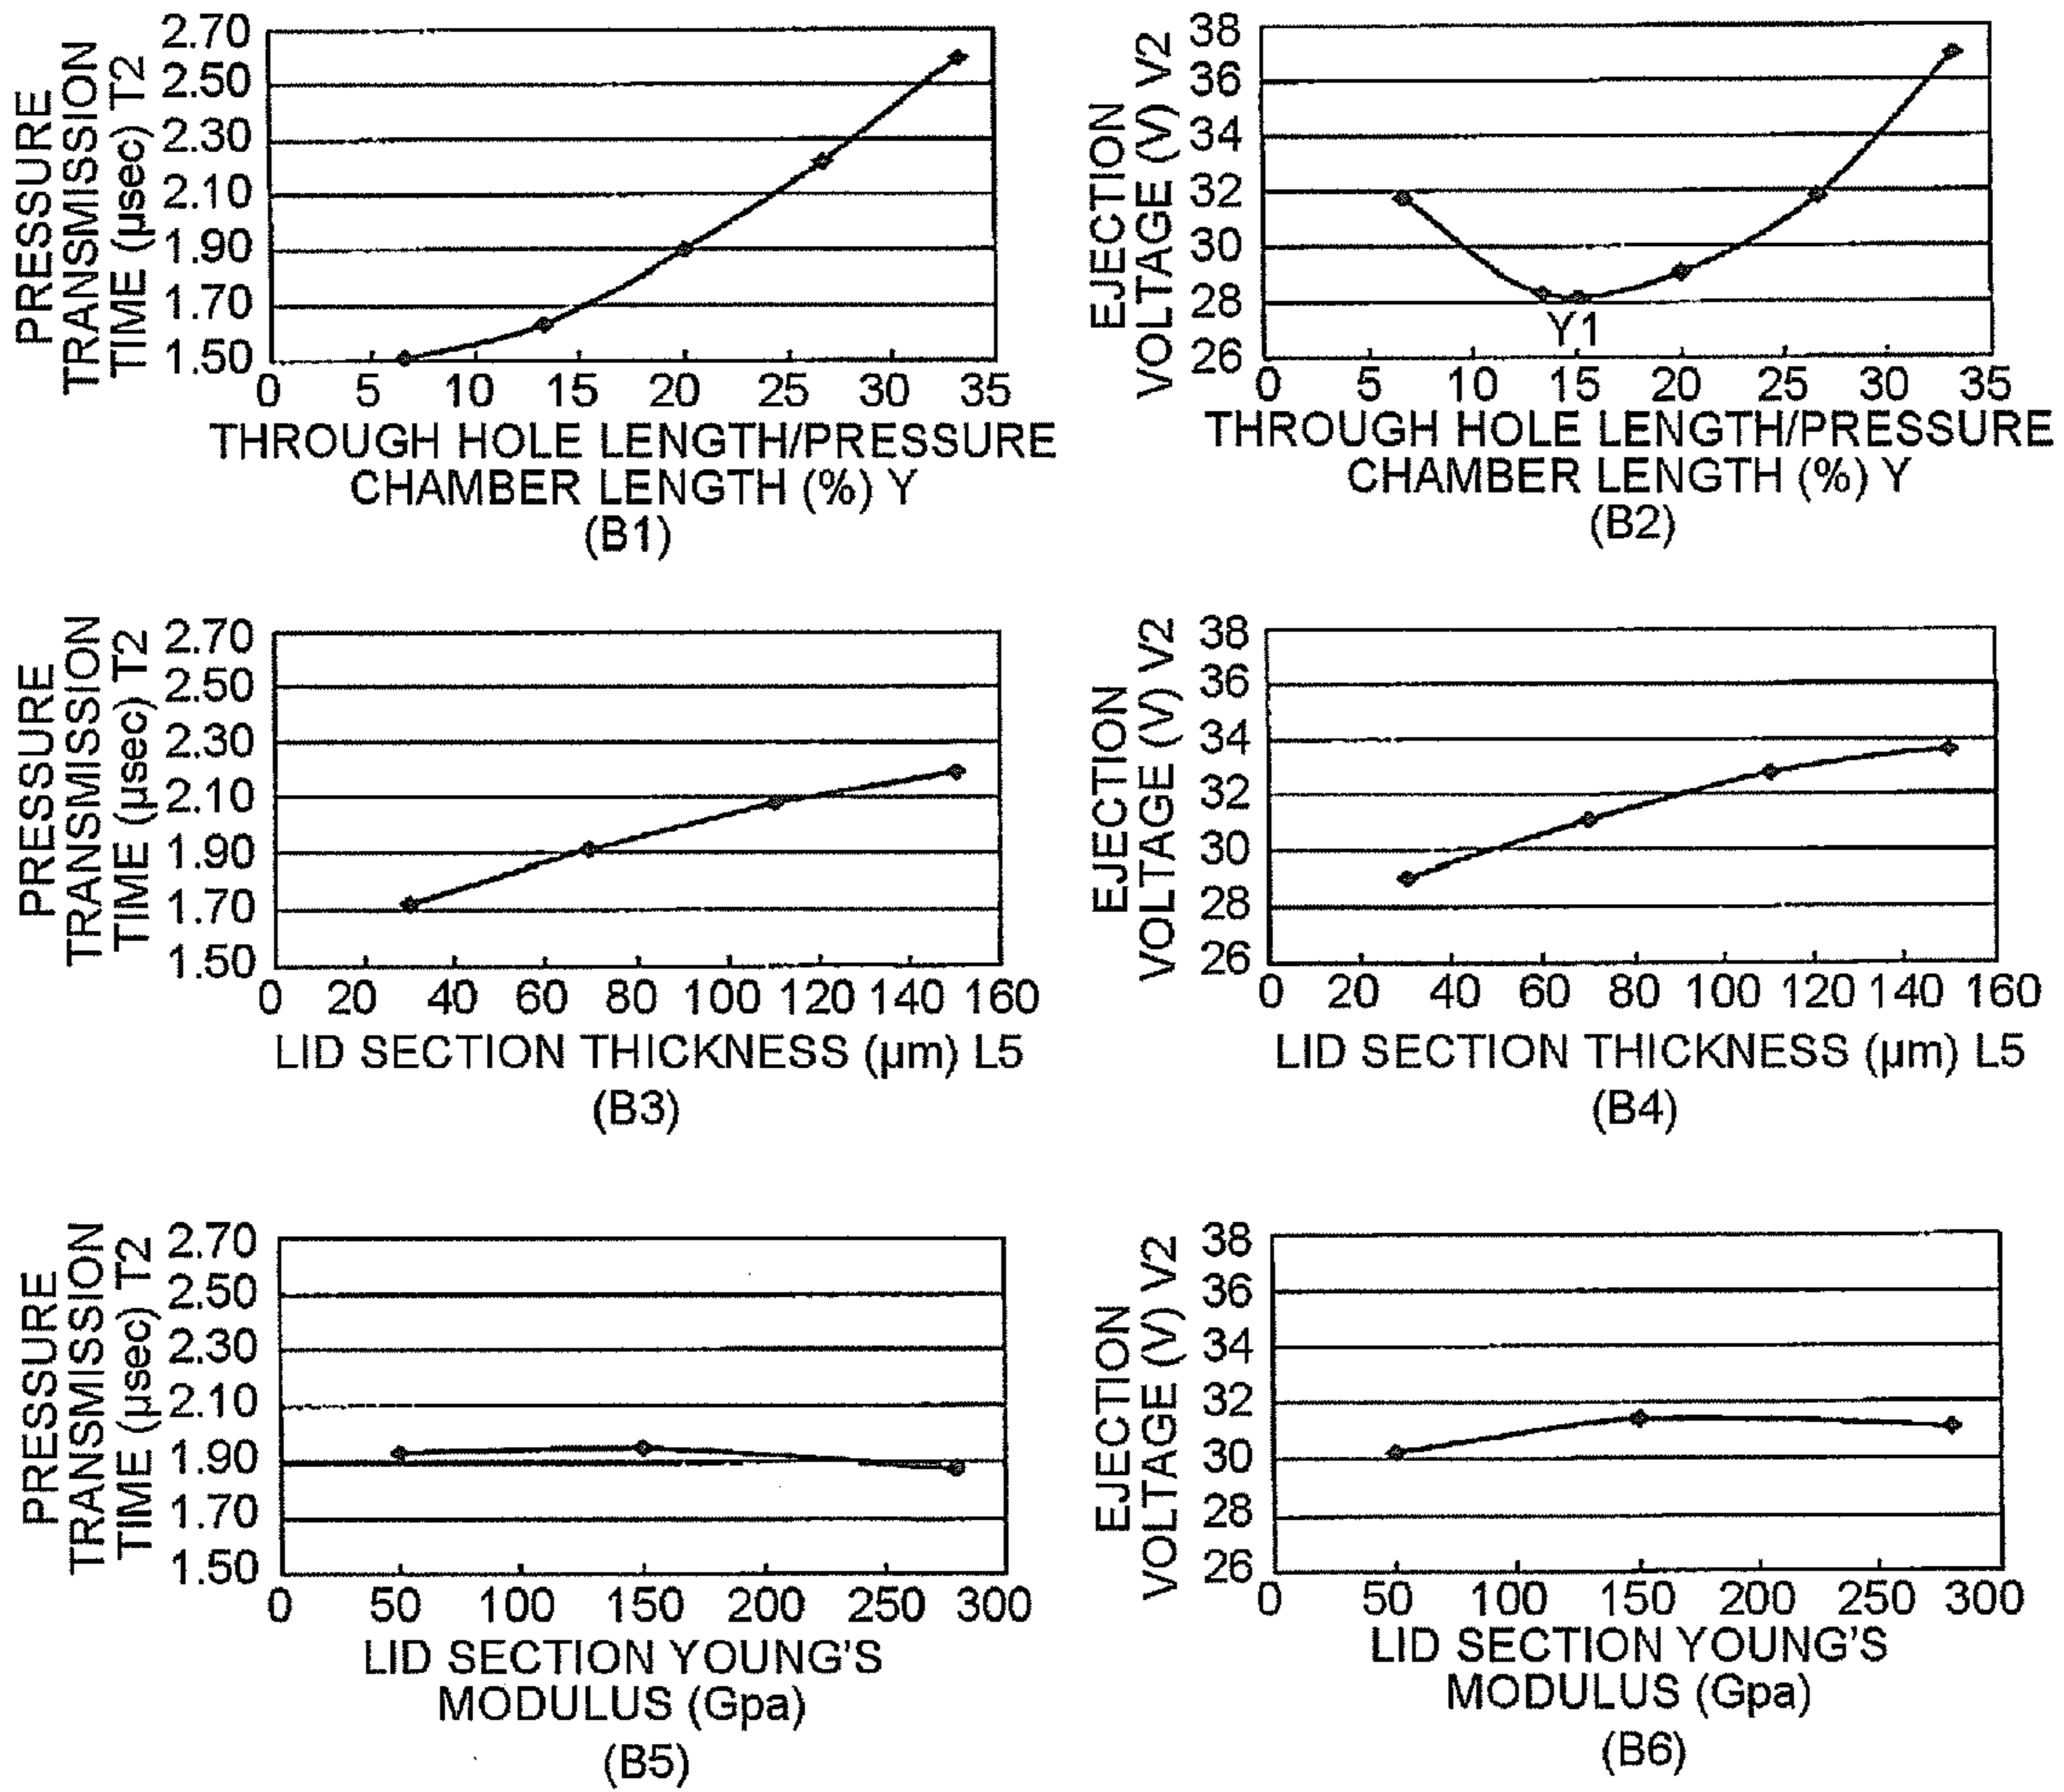 PRESSURE
TRANSMISSION
TIME (µsec) T2
2.70
2.50
2.30
2.10
1.90
1.70
1.50
0 5 10 15 20 25 30 35
THROUGH HOLE LENGTH/PRESSURE
CHAMBER LENGTH (%) Y
(B1)
EJECTION
VOLTAGE (V) V2
38
36
34
32
30
28
26
Y1
0 5 10 15 20 25 30 35
THROUGH HOLE LENGTH/PRESSURE
CHAMBER LENGTH (%) Y
(B2)
PRESSURE
TRANSMISSION
TIME (µsec) T2
2.70
2.50
2.30
2.10
1.90
1.70
1.50
0 20 40 60 80 100 120 140 160
LID SECTION THICKNESS (µm) L5
(B3)
EJECTION
VOLTAGE (V) V2
38
36
34
32
30
28
26
0 20 40 60 80 100 120 140 160
LID SECTION THICKNESS (µm) L5
(B4)
PRESSURE
TRANSMISSION
TIME (µsec) T2
2.70
2.50
2.30
2.10
1.90
1.70
1.50
0 50 100 150 200 250 300
LID SECTION YOUNG'S
MODULUS (Gpa)
(B5)
EJECTION
VOLTAGE (V) V2
38
36
34
32
30
28
26
0 50 100 150 200 250 300
LID SECTION YOUNG'S
MODULUS (Gpa)
(B6)